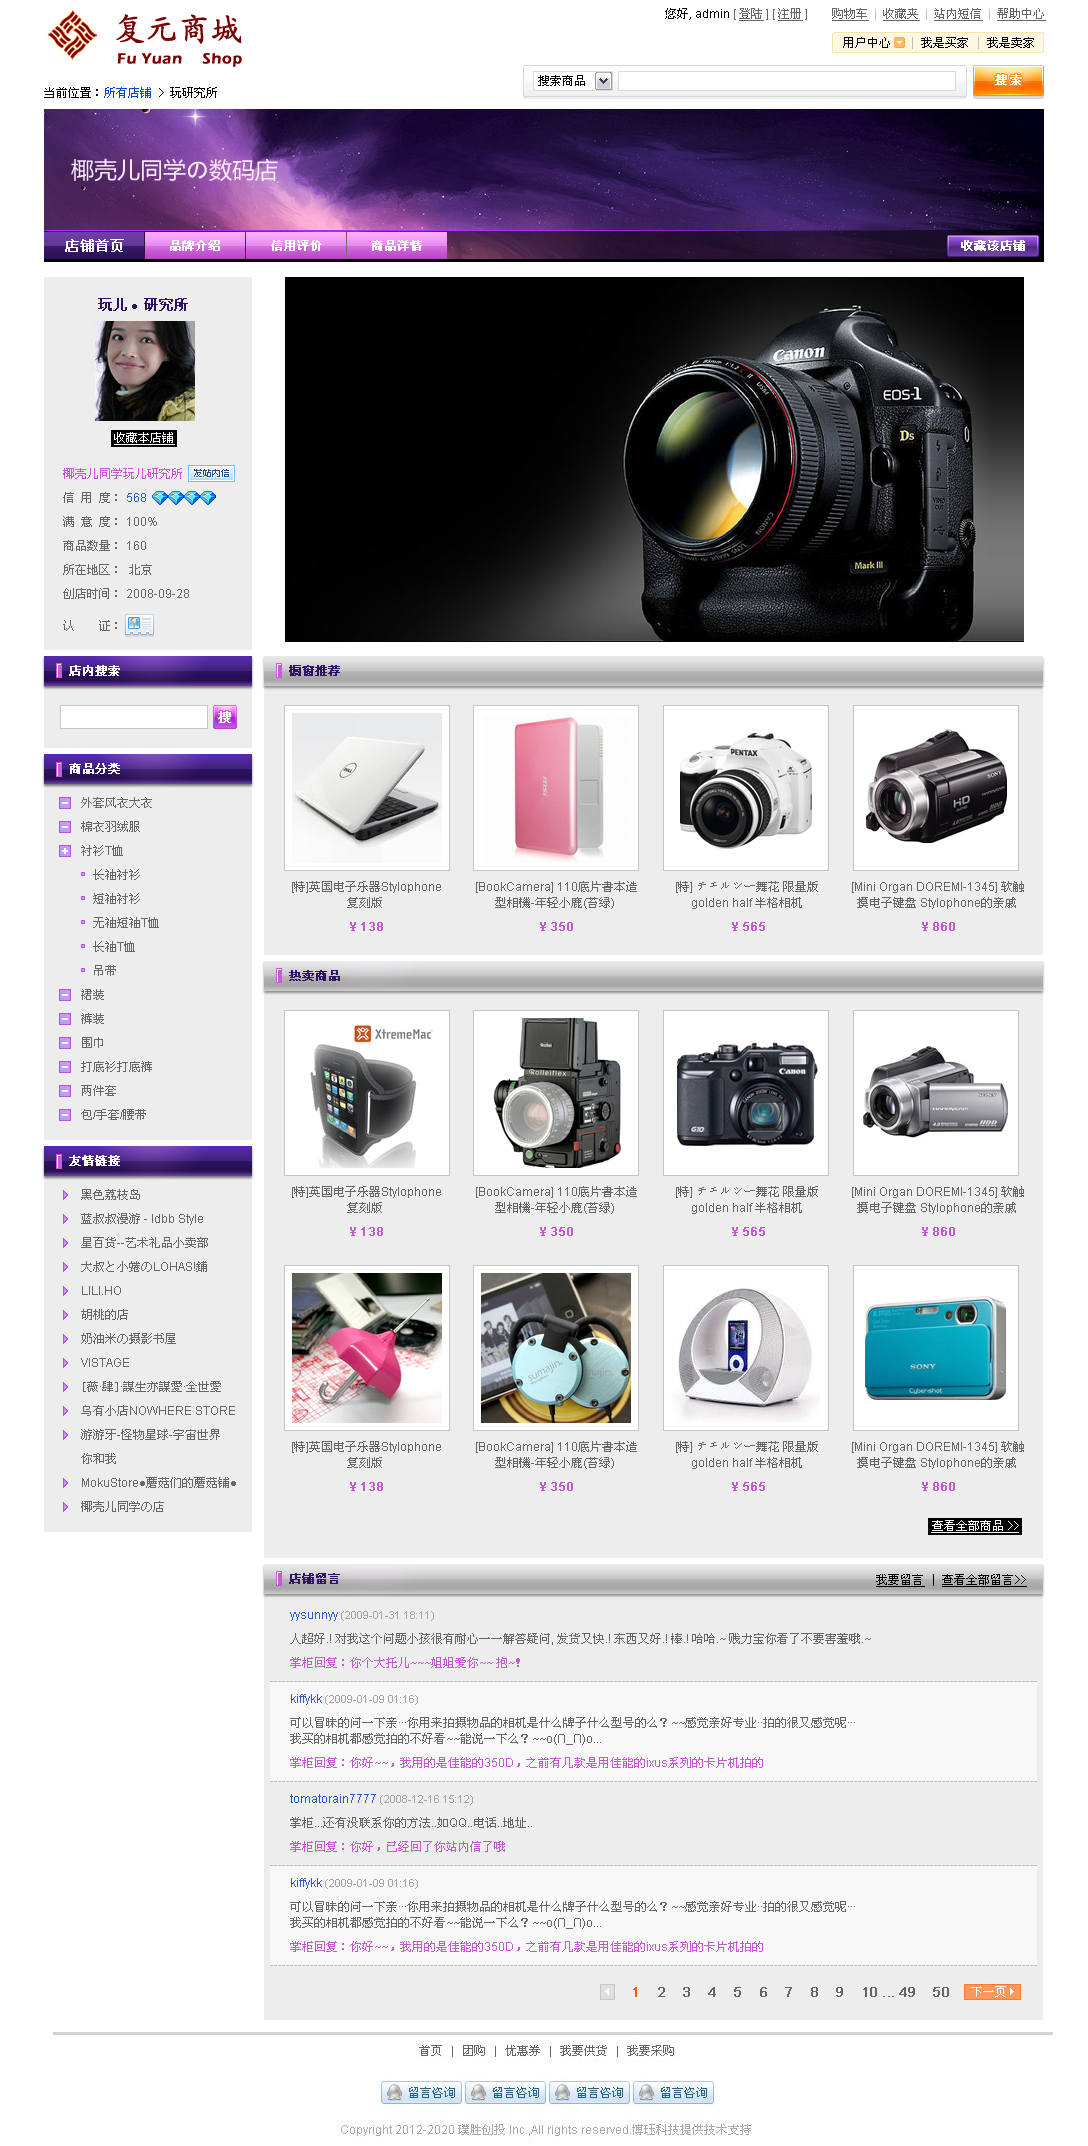 复元商城
Fu Yuan Shop
您好, admin [ 登陆 ] [ 注册 ] 购物车 | 收藏夹 | 站内短信 | 帮助中心
用户中心 | 我是买家 | 我是卖家
搜索商品 搜索
当前位置：所有店铺 > 玩研究所
椰壳儿同学の数码店
店铺首页 品牌介绍 信用评价 商品详情 收藏该店铺
玩儿 • 研究所
收藏本店铺
椰壳儿同学玩儿研究所 发站内信
信 用 度： 568
满 意 度： 100%
商品数量： 160
所在地区： 北京
创店时间： 2008-09-28
认 证：
Canon
EOS-1
Ds
Mark III
店内搜索
搜
商品分类
外套风衣大衣
棉衣羽绒服
衬衫T恤
长袖衬衫
短袖衬衫
无袖短袖T恤
长袖T恤
吊带
裙装
裤装
围巾
打底衫打底裤
两件套
包/手套/腰带
友情链接
黑色荔枝岛
蓝叔叔漫游 - ldbb Style
星百货--艺术礼品小卖部
大叔と小蜷のLOHAS!鋪
LILI.HO
胡桃的店
奶油米の摄影书屋
VISTAGE
[薇·肆].謀生亦謀愛.全世愛
乌有小店NOWHERE STORE
游游牙-怪物星球-宇宙世界
你和我
MokuStore●蘑菇们的蘑菇铺●
椰壳儿同学の店
橱窗推荐
[特]英国电子乐器Stylophone
复刻版
¥ 138
[BookCamera] 110底片書本造
型相機-年轻小鹿(苔绿)
¥ 350
PENTAX
[特] チエルシー舞花 限量版
golden half 半格相机
¥ 565
SONY
HD
[Mini Organ DOREMI-1345] 软触
摸电子键盘 Stylophone的亲戚
¥ 860
热卖商品
XtremeMac
[特]英国电子乐器Stylophone
复刻版
¥ 138
Rolleiflex
[BookCamera] 110底片書本造
型相機-年轻小鹿(苔绿)
¥ 350
Canon
G10
[特] チエルシー舞花 限量版
golden half 半格相机
¥ 565
[Mini Organ DOREMI-1345] 软触
摸电子键盘 Stylophone的亲戚
¥ 860
[特]英国电子乐器Stylophone
复刻版
¥ 138
sumajin
[BookCamera] 110底片書本造
型相機-年轻小鹿(苔绿)
¥ 350
[特] チエルシー舞花 限量版
golden half 半格相机
¥ 565
SONY
Cyber-shot
[Mini Organ DOREMI-1345] 软触
摸电子键盘 Stylophone的亲戚
¥ 860
查看全部商品 >>
店铺留言 我要留言 | 查看全部留言>>
yysunnyy (2009-01-31 18:11)
人超好.! 对我这个问题小孩很有耐心一一解答疑问, 发货又快.! 东西又好.! 棒.! 哈哈.~ 贱力宝你看了不要害羞哦.~
掌柜回复：你个大托儿~~~姐姐爱你~~ 抱~!
kiffykk (2009-01-09 01:16)
可以冒昧的问一下亲…你用来拍摄物品的相机是什么牌子什么型号的么？~~感觉亲好专业··拍的很又感觉呢…
我买的相机都感觉拍的不好看~~能说一下么？~~o(∩_∩)o...
掌柜回复：你好~~，我用的是佳能的350D，之前有几款是用佳能的ixus系列的卡片机拍的
tomatorain7777 (2008-12-16 15:12)
掌柜...还有没联系你的方法..如QQ..电话..地址..
掌柜回复：你好，已经回了你站内信了哦
kiffykk (2009-01-09 01:16)
可以冒昧的问一下亲…你用来拍摄物品的相机是什么牌子什么型号的么？~~感觉亲好专业··拍的很又感觉呢…
我买的相机都感觉拍的不好看~~能说一下么？~~o(∩_∩)o...
掌柜回复：你好~~，我用的是佳能的350D，之前有几款是用佳能的ixus系列的卡片机拍的
1 2 3 4 5 6 7 8 9 10 ... 49 50 下一页
首页 | 团购 | 优惠券 | 我要供货 | 我要采购
留言咨询 留言咨询 留言咨询 留言咨询
Copyright 2012-2020 璞胜创投 Inc.,All rights reserved.博珏科技提供技术支持